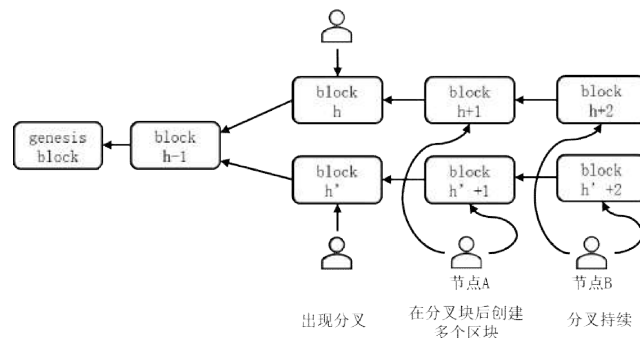 block
h
block
h+1
block
h+2
genesis
block
block
h-1
block
h'
block
h' +1
block
h' +2
节点A
节点B
出现分叉
在分叉块后创建
多个区块
分叉持续